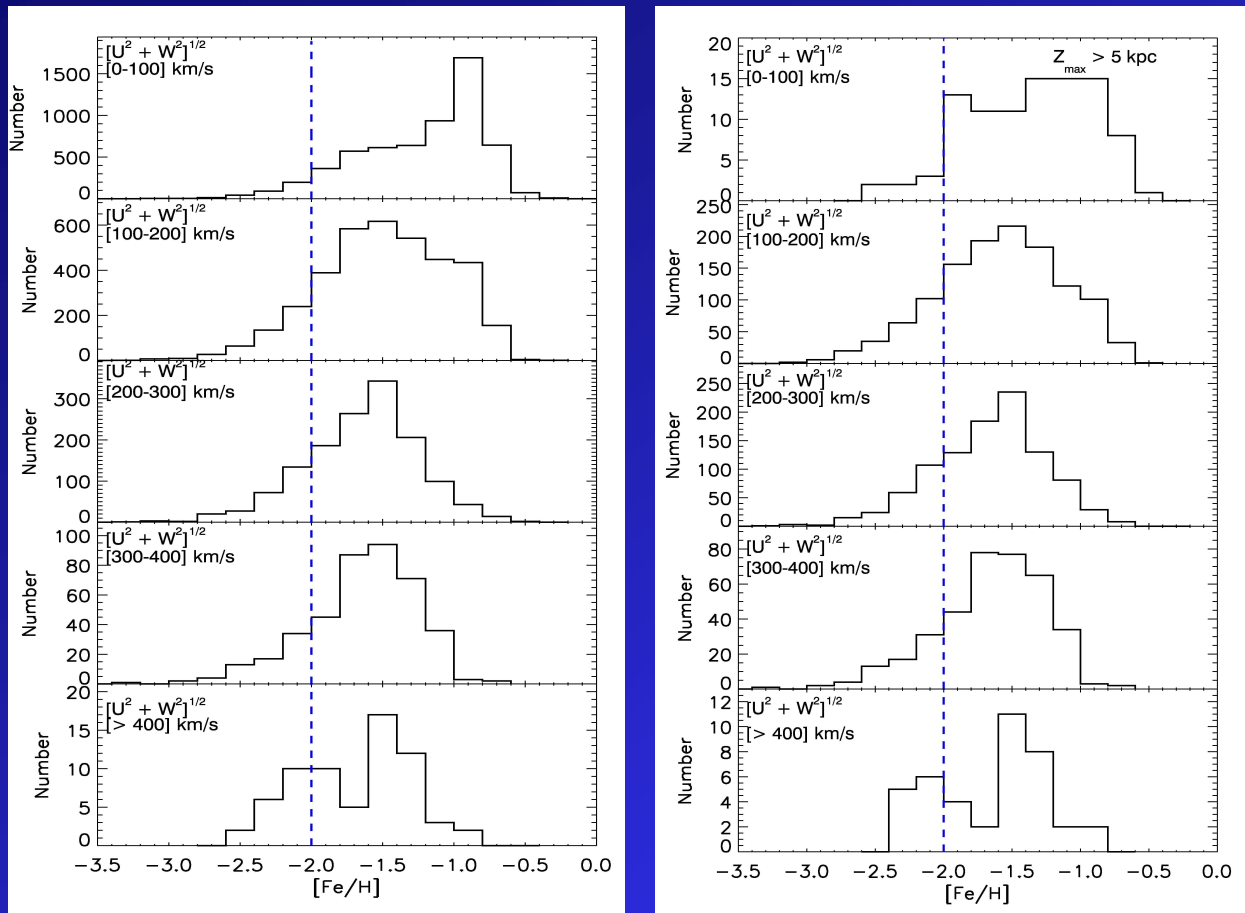 [U² + W²]^1/2
[0-100] km/s
Number
1500
1000
500
0
[U² + W²]^1/2
[100-200] km/s
Number
600
400
200
0
[U² + W²]^1/2
[200-300] km/s
Number
300
200
100
0
[U² + W²]^1/2
[300-400] km/s
Number
100
80
60
40
20
0
[U² + W²]^1/2
[> 400] km/s
Number
20
15
10
5
0
−3.5 −3.0 −2.5 −2.0 −1.5 −1.0 −0.5 0.0
[Fe/H]
[U² + W²]^1/2
[0-100] km/s
Z_max > 5 kpc
Number
20
15
10
5
0
[U² + W²]^1/2
[100-200] km/s
Number
250
200
150
100
50
0
[U² + W²]^1/2
[200-300] km/s
Number
250
200
150
100
50
0
[U² + W²]^1/2
[300-400] km/s
Number
80
60
40
20
0
[U² + W²]^1/2
[> 400] km/s
Number
12
10
8
6
4
2
0
−3.5 −3.0 −2.5 −2.0 −1.5 −1.0 −0.5 0.0
[Fe/H]